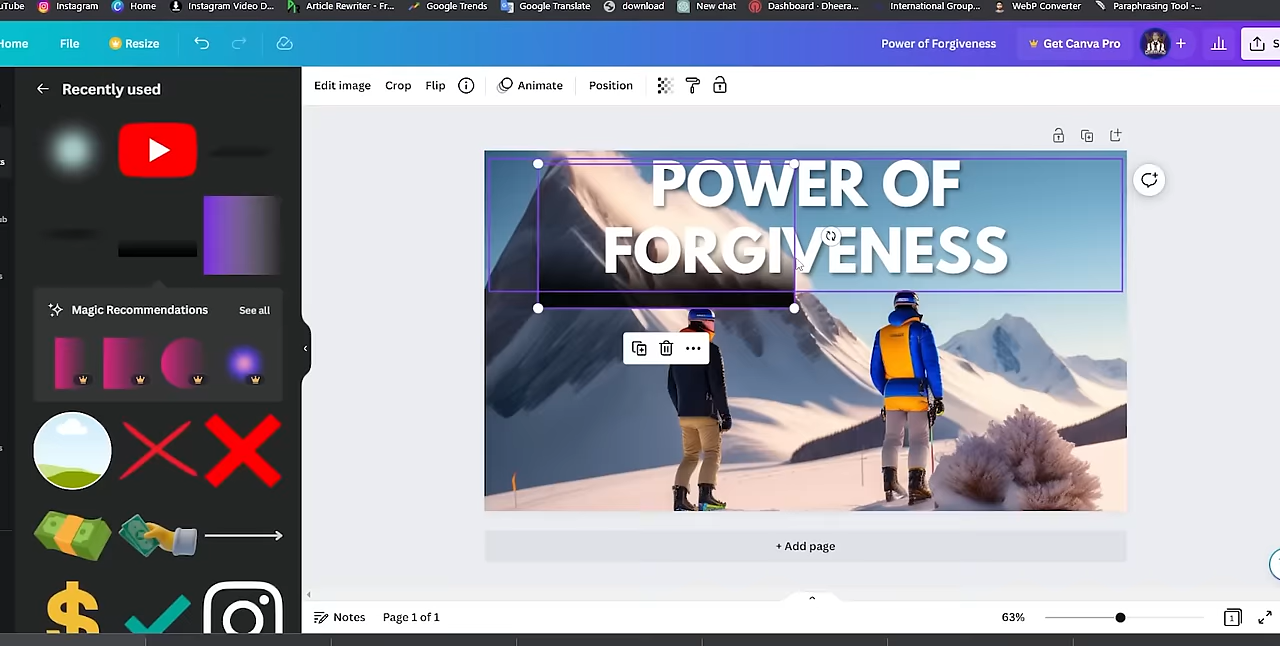 Instagram
Home
Instagram Video D...
Article Rewriter - Fr...
Google Trends
Google Translate
download
New chat
Dashboard · Dheera...
International Group...
WebP Converter
Paraphrasing Tool -...
Home
File
Resize
Power of Forgiveness
Get Canva Pro
Recently used
Edit image
Crop
Flip
Animate
Position
POWER OF
FORGIVENESS
Magic Recommendations
See all
+ Add page
Notes
Page 1 of 1
63%
1